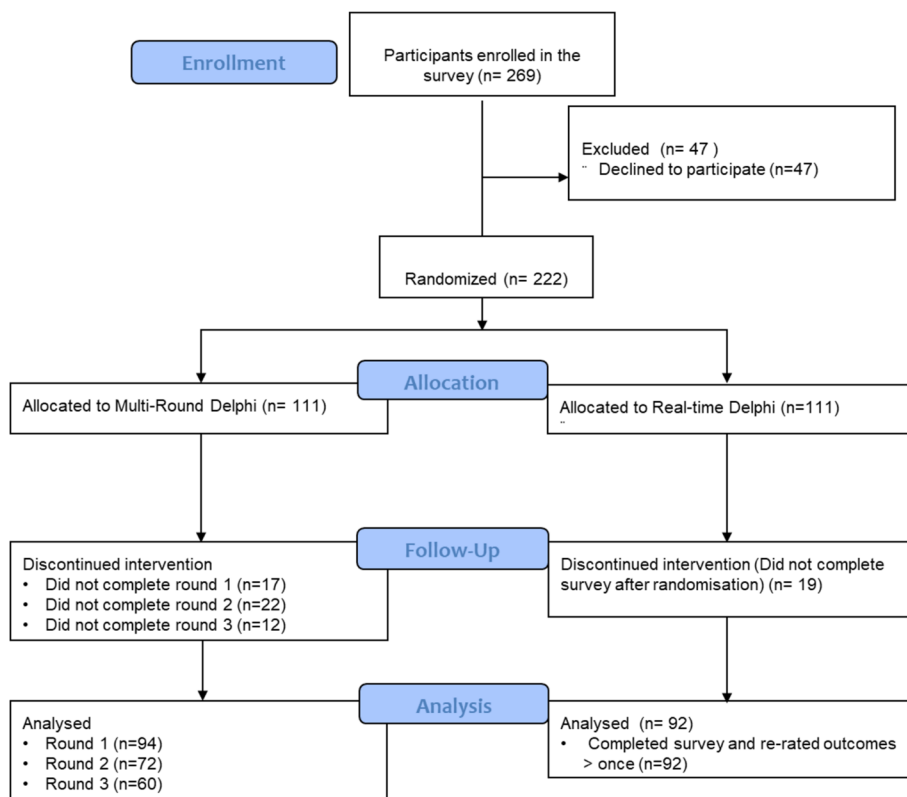 Enrollment
Participants enrolled in the
survey (n= 269)
Excluded (n= 47 )
¨ Declined to participate (n=47)
Randomized (n= 222)
Allocation
Allocated to Multi-Round Delphi (n= 111)
Allocated to Real-time Delphi (n=111)
¨
Follow-Up
Discontinued intervention
• Did not complete round 1 (n=17)
• Did not complete round 2 (n=22)
• Did not complete round 3 (n=12)
Discontinued intervention (Did not complete
survey after randomisation) (n= 19)
Analysis
Analysed
• Round 1 (n=94)
• Round 2 (n=72)
• Round 3 (n=60)
Analysed (n= 92)
• Completed survey and re-rated outcomes
> once (n=92)